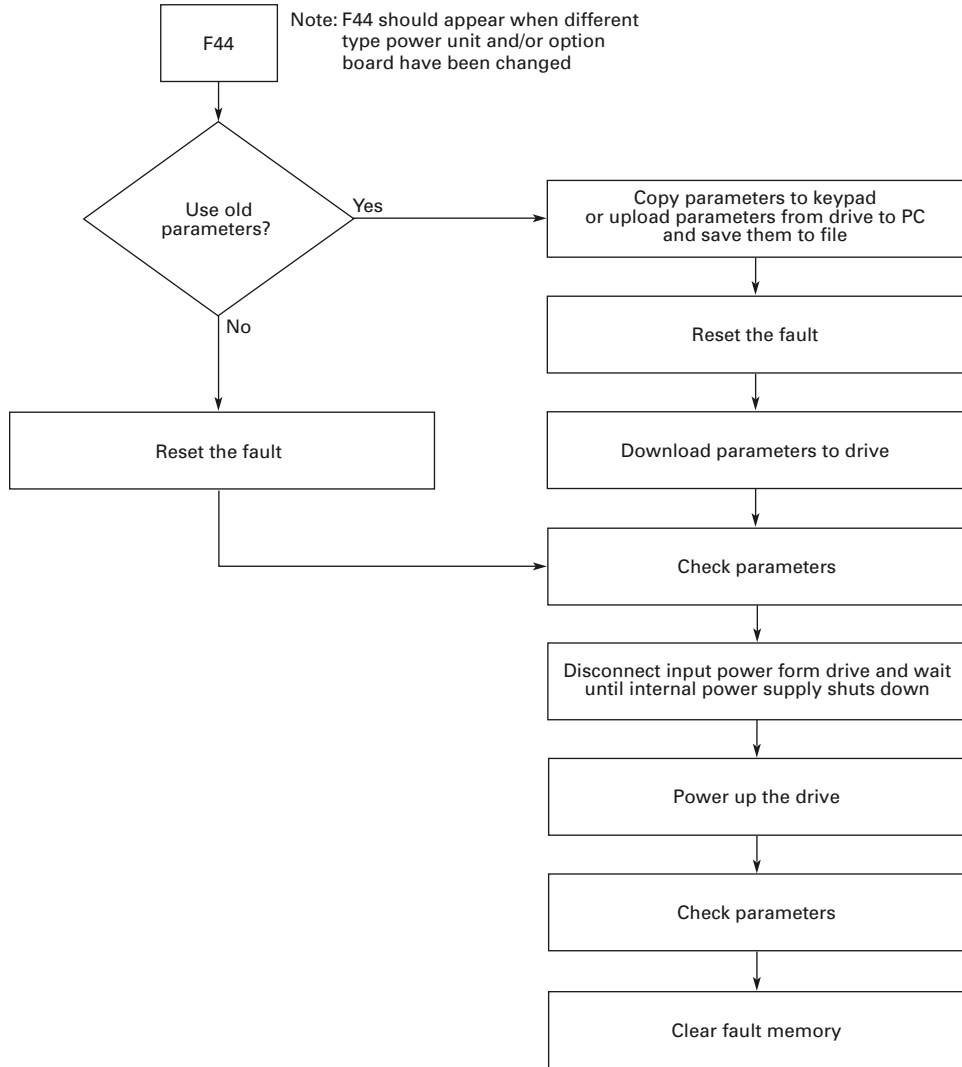 F44
Note: F44 should appear when different
type power unit and/or option
board have been changed
Use old
parameters?
Yes
No
Copy parameters to keypad
or upload parameters from drive to PC
and save them to file
Reset the fault
Reset the fault
Download parameters to drive
Check parameters
Disconnect input power form drive and wait
until internal power supply shuts down
Power up the drive
Check parameters
Clear fault memory